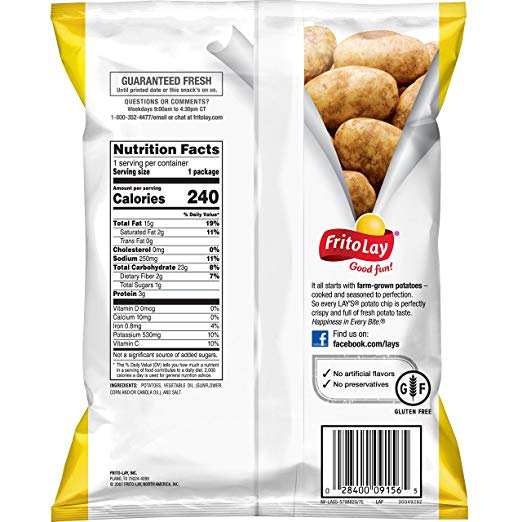 GUARANTEED FRESH
Until printed date or this snack's on us.
QUESTIONS OR COMMENTS?
Weekdays 9:00am to 4:30pm CT
1-800-352-4477/email or chat at fritolay.com
Nutrition Facts
1 serving per container
Serving size 1 package
Amount per serving
Calories 240
% Daily Value*
Total Fat 15g 19%
Saturated Fat 2g 11%
Trans Fat 0g
Cholesterol 0mg 0%
Sodium 250mg 11%
Total Carbohydrate 23g 8%
Dietary Fiber 2g 7%
Total Sugars 1g
Protein 3g
Vitamin D 0mcg 0%
Calcium 10mg 0%
Iron 0.8mg 4%
Potassium 530mg 10%
Vitamin C 10%
Not a significant source of added sugars.
* The % Daily Value (DV) tells you how much a nutrient
in a serving of food contributes to a daily diet. 2,000
calories a day is used for general nutrition advice.
INGREDIENTS: POTATOES, VEGETABLE OIL (SUNFLOWER,
CORN AND/OR CANOLA OIL), AND SALT.
FRITO-LAY, INC.
PLANO, TX 75024-4099
FRITO-LAY, NORTH AMERICA, INC.
Frito Lay®
Good fun!
It all starts with farm-grown potatoes –
cooked and seasoned to perfection.
So every LAY'S® potato chip is perfectly
crispy and full of fresh potato taste.
Happiness in Every Bite.®
f Find us on:
facebook.com/lays
✓ No artificial flavors
✓ No preservatives
G F
GLUTEN FREE
0 28400 09156 5
LAP